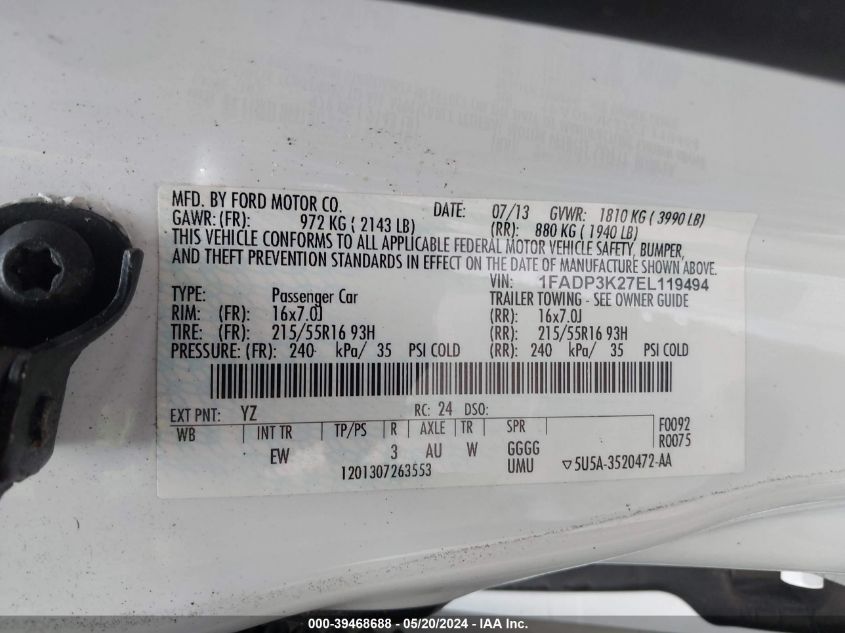 MFD. BY FORD MOTOR CO. DATE: 07/13 GVWR: 1810 KG ( 3990 LB)
GAWR: (FR): 972 KG ( 2143 LB) (RR): 880 KG ( 1940 LB)
THIS VEHICLE CONFORMS TO ALL APPLICABLE FEDERAL MOTOR VEHICLE SAFETY, BUMPER,
AND THEFT PREVENTION STANDARDS IN EFFECT ON THE DATE OF MANUFACTURE SHOWN ABOVE.
VIN: 1FADP3K27EL119494
TYPE: Passenger Car TRAILER TOWING - SEE OWNER GUIDE
RIM: (FR): 16x7.0J (RR): 16x7.0J
TIRE: (FR): 215/55R16 93H (RR): 215/55R16 93H
PRESSURE: (FR): 240 kPa/ 35 PSI COLD (RR): 240 kPa/ 35 PSI COLD
EXT PNT: YZ RC: 24 DSO:
WB INT TR TP/PS R AXLE TR SPR F0092
EW 3 AU W GGGG R0075
1201307263553 UMU ▽5U5A-3520472-AA
000-39468688 - 05/20/2024 - IAA Inc.